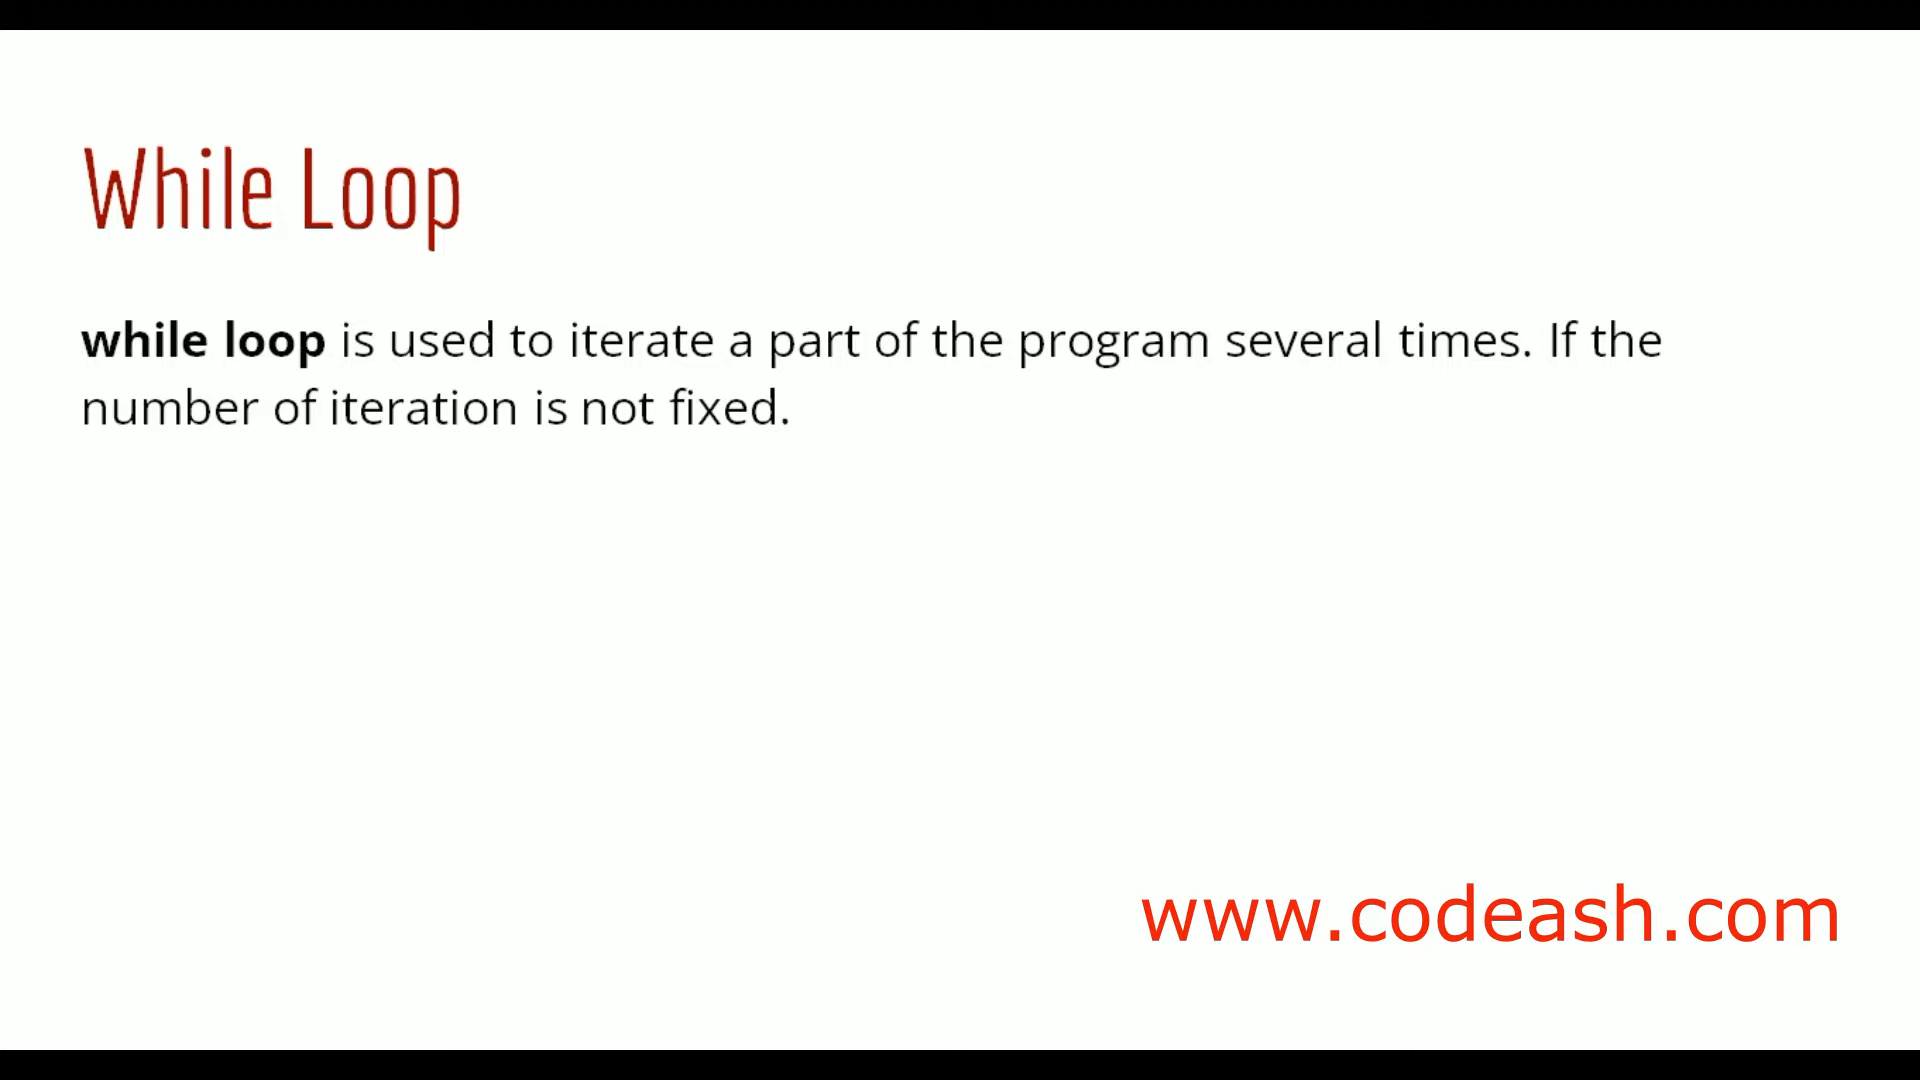 While Loop
while loop is used to iterate a part of the program several times. If the
number of iteration is not fixed.
www.codeash.com